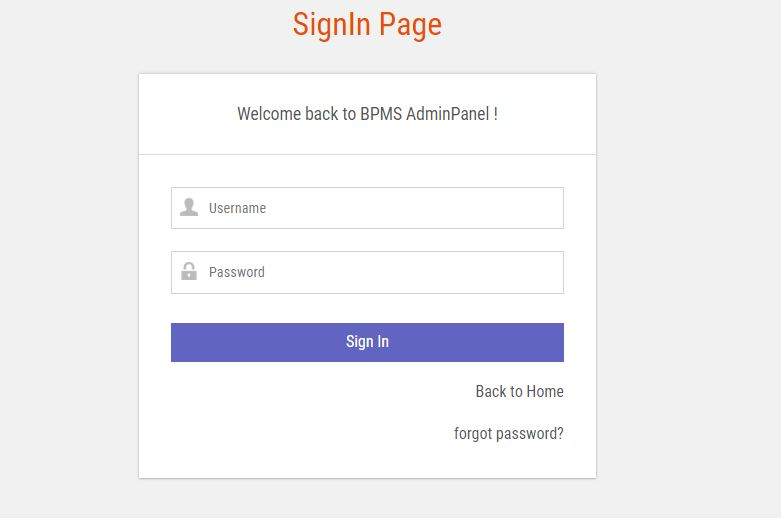 SignIn Page
Welcome back to BPMS AdminPanel !
Username
Password
Sign In
Back to Home
forgot password?